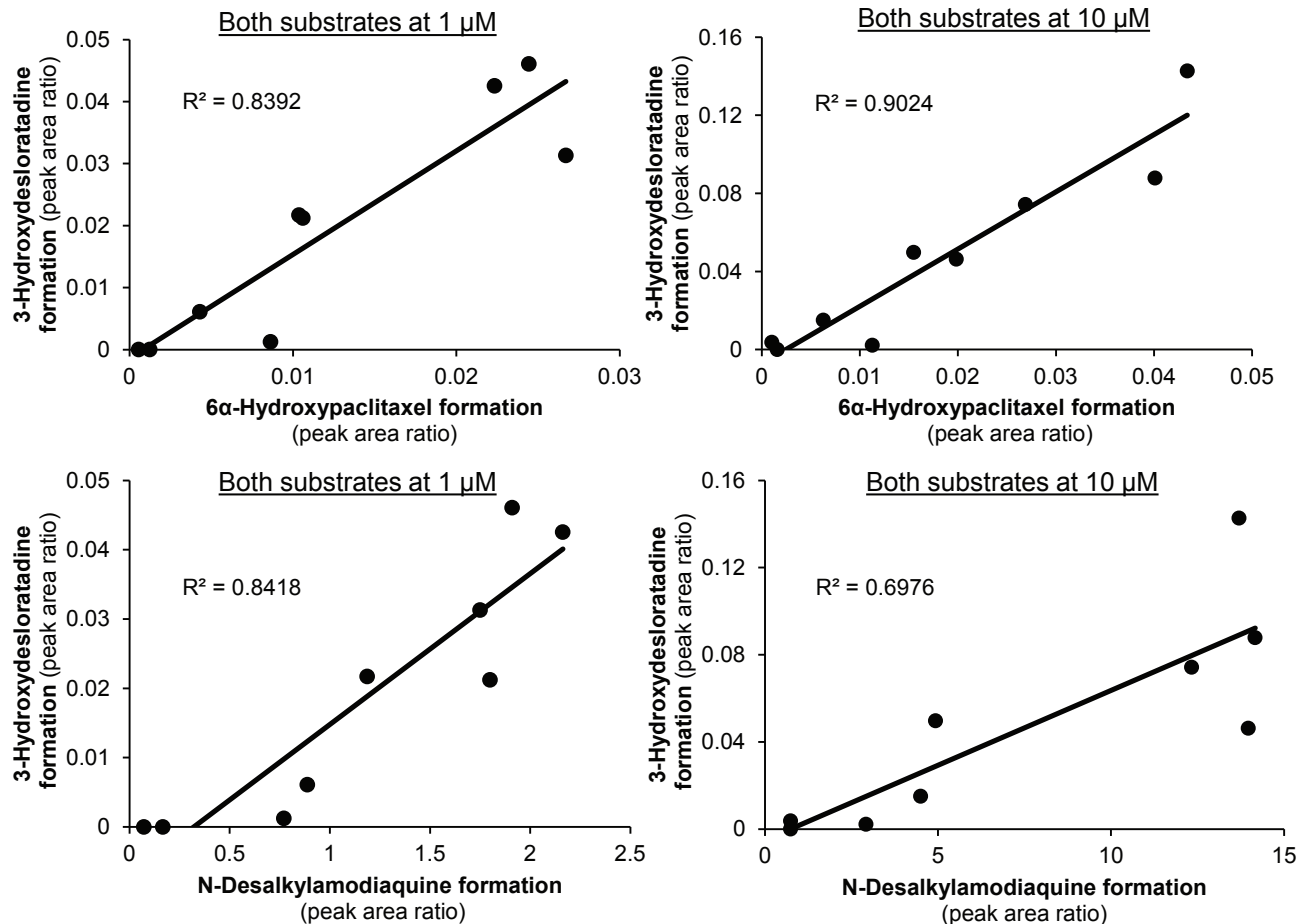 Both substrates at 1 µM
R² = 0.8392
3-Hydroxydesloratadine
formation (peak area ratio)
0.05
0.04
0.03
0.02
0.01
0
0
0.01
0.02
0.03
6α-Hydroxypaclitaxel formation
(peak area ratio)
Both substrates at 10 µM
R² = 0.9024
3-Hydroxydesloratadine
formation (peak area ratio)
0.16
0.12
0.08
0.04
0
0
0.01
0.02
0.03
0.04
0.05
6α-Hydroxypaclitaxel formation
(peak area ratio)
Both substrates at 1 µM
R² = 0.8418
3-Hydroxydesloratadine
formation (peak area ratio)
0.05
0.04
0.03
0.02
0.01
0
0
0.5
1
1.5
2
2.5
N-Desalkylamodiaquine formation
(peak area ratio)
Both substrates at 10 µM
R² = 0.6976
3-Hydroxydesloratadine
formation (peak area ratio)
0.16
0.12
0.08
0.04
0
0
5
10
15
N-Desalkylamodiaquine formation
(peak area ratio)